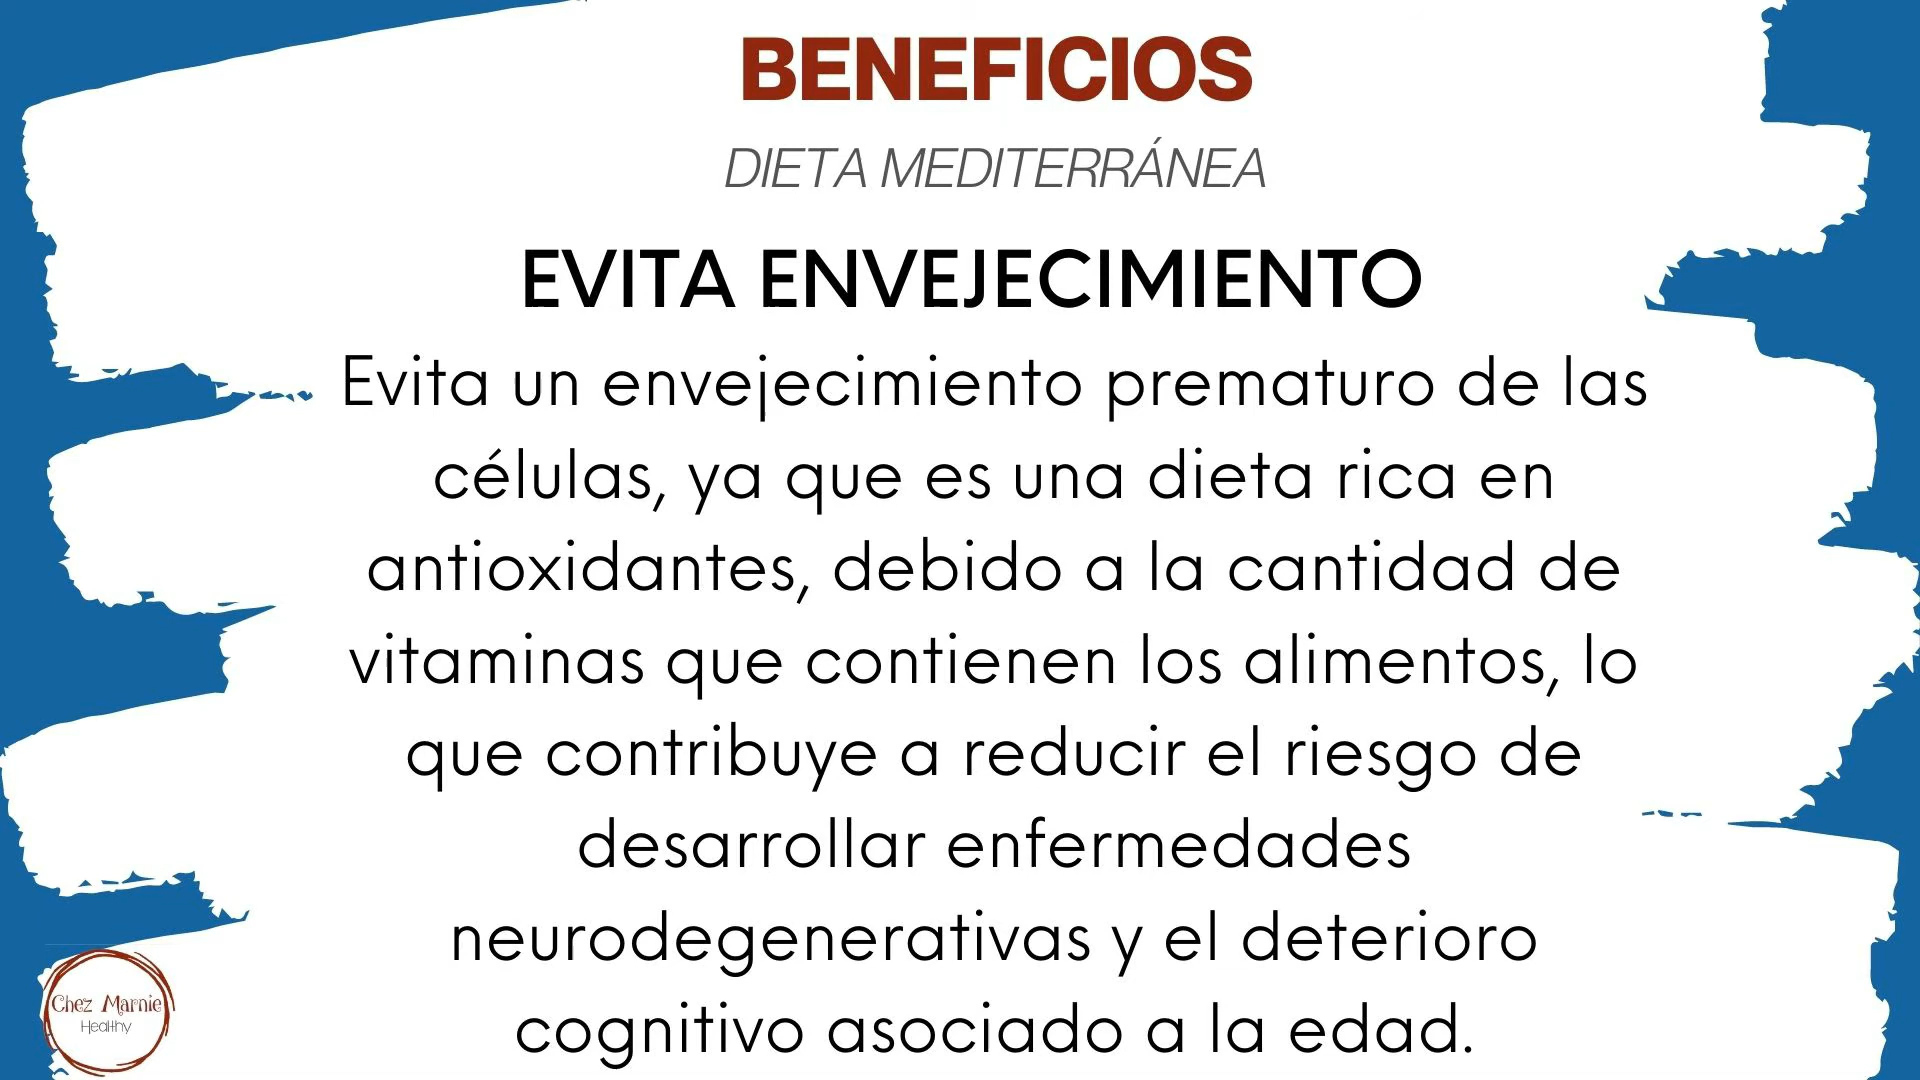 BENEFICIOS
DIETA MEDITERRÁNEA
EVITA ENVEJECIMIENTO
Evita un envejecimiento prematuro de las
células, ya que es una dieta rica en
antioxidantes, debido a la cantidad de
vitaminas que contienen los alimentos, lo
que contribuye a reducir el riesgo de
desarrollar enfermedades
neurodegenerativas y el deterioro
cognitivo asociado a la edad.
Chez Marnie
Healthy